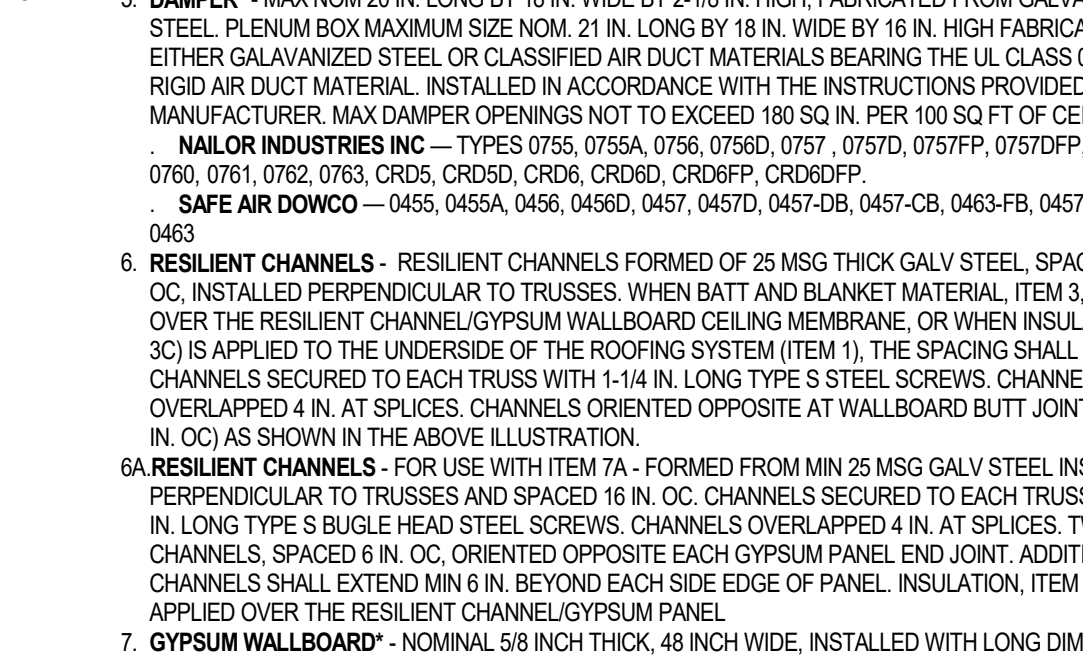 5. DAMPER* - MAX NOM 20 IN. LONG BY 18 IN. WIDE BY 2-1/8 IN. HIGH, FABRICATED FROM
STEEL. PLENUM BOX MAXIMUM SIZE NOM. 21 IN. LONG BY 18 IN. WIDE BY 16 IN. HIGH
EITHER GALVANIZED STEEL OR CLASSIFIED AIR DUCT MATERIALS BEARING THE UL CLASS
RIGID AIR DUCT MATERIAL. INSTALLED IN ACCORDANCE WITH THE INSTRUCTIONS PROVIDED
MANUFACTURER. MAX DAMPER OPENINGS NOT TO EXCEED 180 SQ IN. PER 100 SQ FT OF
. NAILOR INDUSTRIES INC — TYPES 0755, 0755A, 0756, 0756D, 0757 , 0757D, 0757FP, 0757DFP,
0760, 0761, 0762, 0763, CRD5, CRD5D, CRD6, CRD6D, CRD6FP, CRD6DFP.
. SAFE AIR DOWCO — 0455, 0455A, 0456, 0456D, 0457, 0457D, 0457-DB, 0457-CB, 0463-FB, 0457
0463
6. RESILIENT CHANNELS - RESILIENT CHANNELS FORMED OF 25 MSG THICK GALV STEEL,
OC, INSTALLED PERPENDICULAR TO TRUSSES. WHEN BATT AND BLANKET MATERIAL, ITEM 3,
OVER THE RESILIENT CHANNEL/GYPSUM WALLBOARD CEILING MEMBRANE, OR WHEN
3C) IS APPLIED TO THE UNDERSIDE OF THE ROOFING SYSTEM (ITEM 1), THE SPACING SHALL
CHANNELS SECURED TO EACH TRUSS WITH 1-1/4 IN. LONG TYPE S STEEL SCREWS.
OVERLAPPED 4 IN. AT SPLICES. CHANNELS ORIENTED OPPOSITE AT WALLBOARD BUTT
IN. OC) AS SHOWN IN THE ABOVE ILLUSTRATION.
6A.RESILIENT CHANNELS - FOR USE WITH ITEM 7A - FORMED FROM MIN 25 MSG GALV STEEL
PERPENDICULAR TO TRUSSES AND SPACED 16 IN. OC. CHANNELS SECURED TO EACH
IN. LONG TYPE S BUGLE HEAD STEEL SCREWS. CHANNELS OVERLAPPED 4 IN. AT SPLICES.
CHANNELS, SPACED 6 IN. OC, ORIENTED OPPOSITE EACH GYPSUM PANEL END JOINT.
CHANNELS SHALL EXTEND MIN 6 IN. BEYOND EACH SIDE EDGE OF PANEL. INSULATION, ITEM
APPLIED OVER THE RESILIENT CHANNEL/GYPSUM PANEL
7. GYPSUM WALLBOARD* - NOMINAL 5/8 INCH THICK, 48 INCH WIDE, INSTALLED WITH LONG